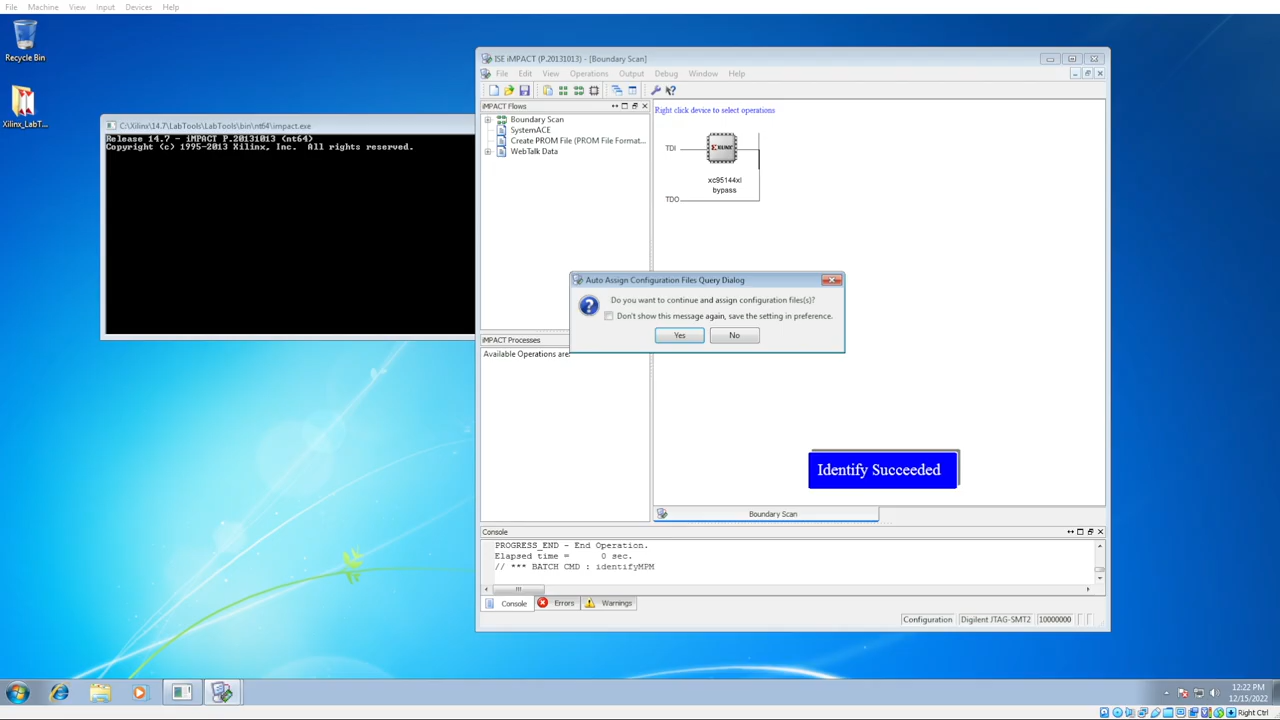 File Machine View Input Devices Help
Recycle Bin
Xilinx_LabT...
C:\Xilinx\14.7\LabTools\LabTools\bin\nt64\impact.exe
Release 14.7 - iMPACT P.20131013 (nt64)
Copyright (c) 1995-2013 Xilinx, Inc.  All rights reserved.
ISE iMPACT (P.20131013) - [Boundary Scan]
File Edit View Operations Output Debug Window Help
iMPACT Flows
Boundary Scan
SystemACE
Create PROM File (PROM File Format...
WebTalk Data
Right click device to select operations
TDI
XILINX
xc95144xl
bypass
TDO
Auto Assign Configuration Files Query Dialog
Do you want to continue and assign configuration files(s)?
Don't show this message again, save the setting in preference.
Yes No
iMPACT Processes
Available Operations are:
Identify Succeeded
Boundary Scan
Console
PROGRESS_END - End Operation.
Elapsed time =      0 sec.
// *** BATCH CMD : identifyMPM
Console Errors Warnings
Configuration Digilent JTAG-SMT2 10000000
12:22 PM
12/15/2022
Right Ctrl